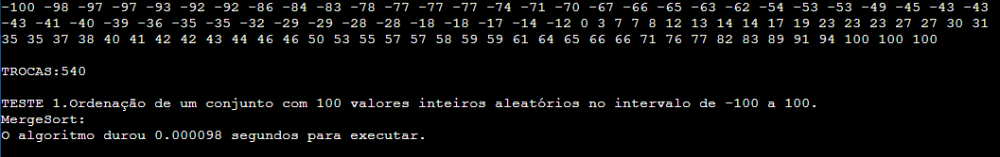 -100 -98 -97 -97 -93 -92 -92 -86 -84 -83 -78 -77 -77 -77 -74 -71 -70 -67 -66 -65 -63 -62 -54 -53 -53 -49 -45 -43 -43
-43 -41 -40 -39 -36 -35 -35 -32 -29 -29 -28 -28 -18 -18 -17 -14 -12 0 3 7 7 8 12 13 14 14 17 19 23 23 23 27 27 30 31
35 35 37 38 40 41 42 42 43 44 46 46 50 53 55 57 57 58 59 59 61 64 65 66 66 71 76 77 82 83 89 91 94 100 100 100
TROCAS:540
TESTE 1.Ordenação de um conjunto com 100 valores inteiros aleatórios no intervalo de -100 a 100.
MergeSort:
O algoritmo durou 0.000098 segundos para executar.